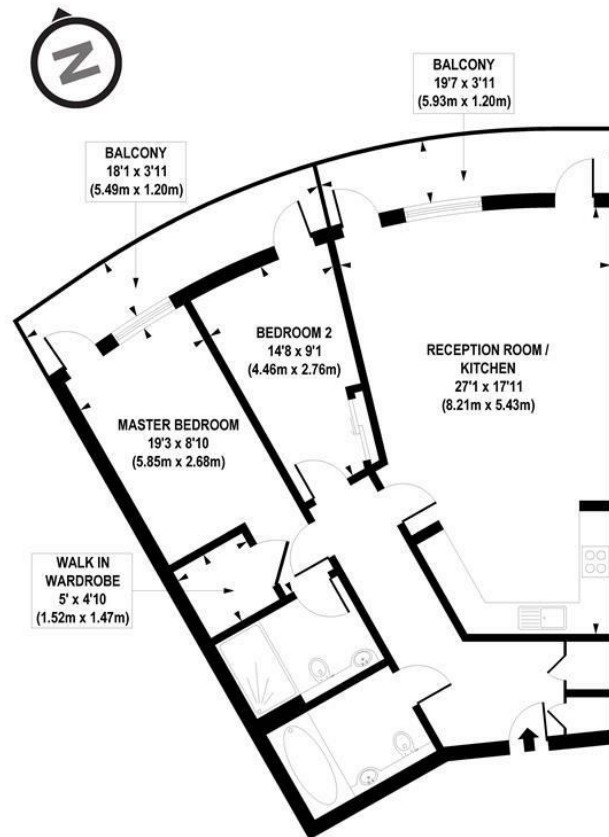 N
BALCONY
19'7 x 3'11
(5.93m x 1.20m)
BALCONY
18'1 x 3'11
(5.49m x 1.20m)
BEDROOM 2
14'8 x 9'1
(4.46m x 2.76m)
RECEPTION ROOM /
KITCHEN
27'1 x 17'11
(8.21m x 5.43m)
MASTER BEDROOM
19'3 x 8'10
(5.85m x 2.68m)
WALK IN
WARDROBE
5' x 4'10
(1.52m x 1.47m)